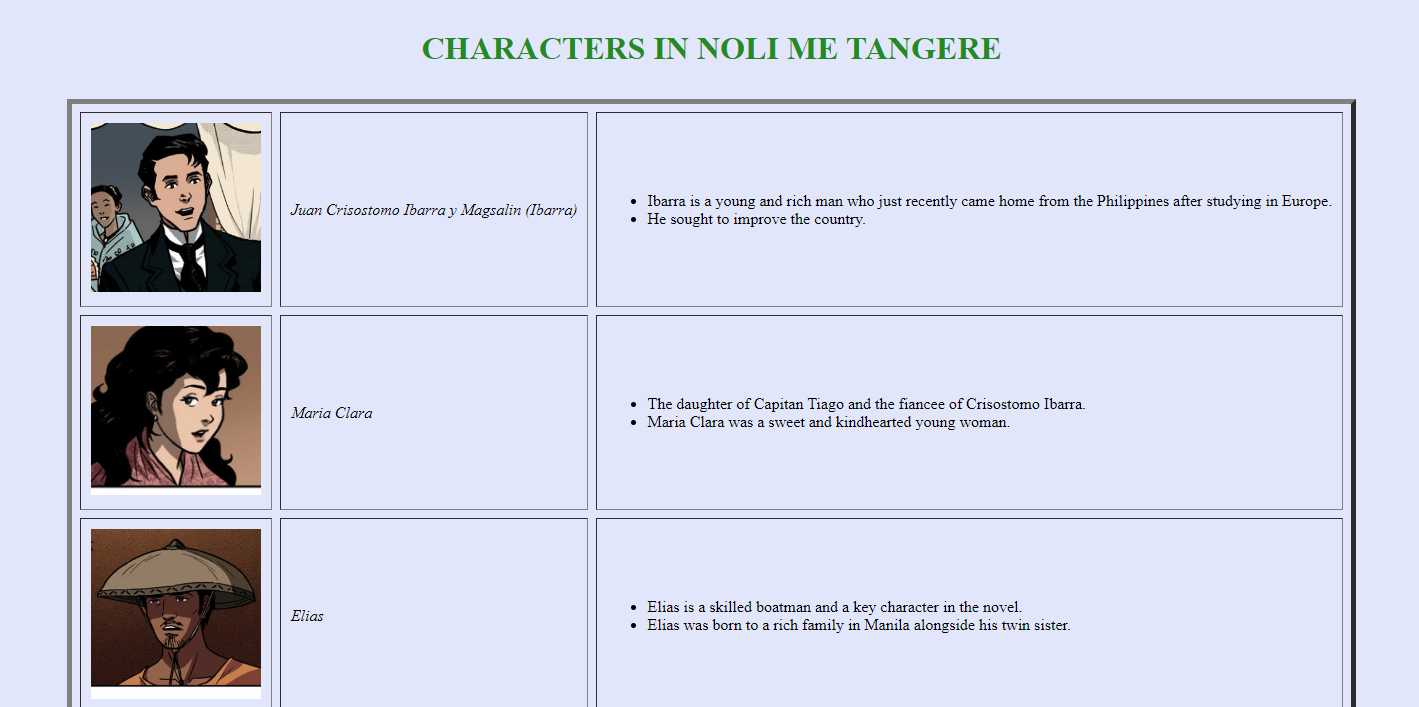 CHARACTERS IN NOLI ME TANGERE
Juan Crisostomo Ibarra y Magsalin (Ibarra)
• Ibarra is a young and rich man who just recently came home from the Philippines after studying in Europe.
• He sought to improve the country.
Maria Clara
• The daughter of Capitan Tiago and the fiancee of Crisostomo Ibarra.
• Maria Clara was a sweet and kindhearted young woman.
Elias
• Elias is a skilled boatman and a key character in the novel.
• Elias was born to a rich family in Manila alongside his twin sister.